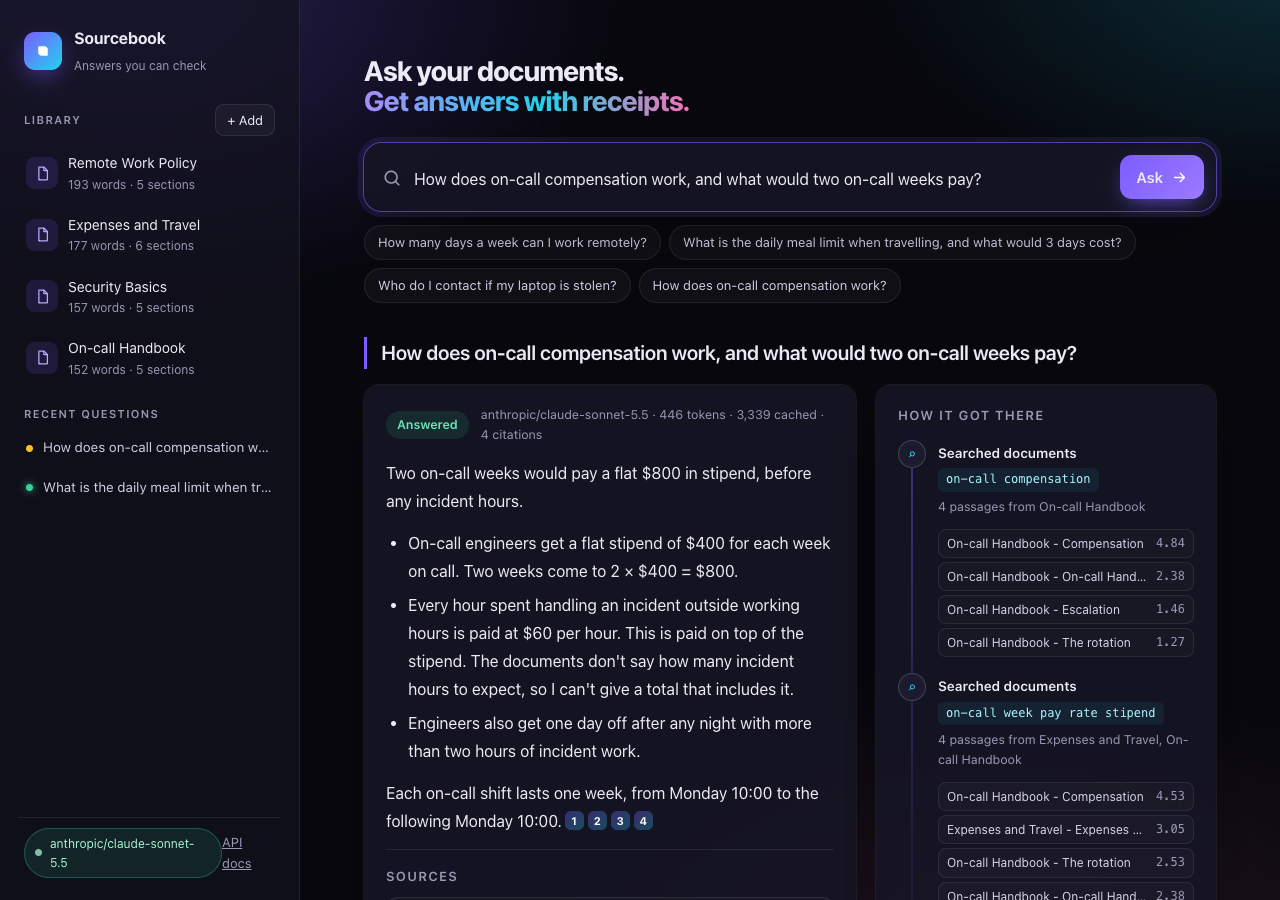 Sourcebook
Answers you can check
LIBRARY
+ Add
Remote Work Policy
193 words · 5 sections
Expenses and Travel
177 words · 6 sections
Security Basics
157 words · 5 sections
On-call Handbook
152 words · 5 sections
RECENT QUESTIONS
How does on-call compensation w...
What is the daily meal limit when tr...
anthropic/claude-sonnet-
5.5
API
docs
Ask your documents.
Get answers with receipts.
How does on-call compensation work, and what would two on-call weeks pay?
Ask →
How many days a week can I work remotely?
What is the daily meal limit when travelling, and what would 3 days cost?
Who do I contact if my laptop is stolen?
How does on-call compensation work?
How does on-call compensation work, and what would two on-call weeks pay?
Answered
anthropic/claude-sonnet-5.5 · 446 tokens · 3,339 cached ·
4 citations
Two on-call weeks would pay a flat $800 in stipend, before
any incident hours.
• On-call engineers get a flat stipend of $400 for each week
on call. Two weeks come to 2 × $400 = $800.
• Every hour spent handling an incident outside working
hours is paid at $60 per hour. This is paid on top of the
stipend. The documents don't say how many incident
hours to expect, so I can't give a total that includes it.
• Engineers also get one day off after any night with more
than two hours of incident work.
Each on-call shift lasts one week, from Monday 10:00 to the
following Monday 10:00. 1 2 3 4
SOURCES
HOW IT GOT THERE
Searched documents
on-call compensation
4 passages from On-call Handbook
On-call Handbook - Compensation 4.84
On-call Handbook - On-call Hand... 2.38
On-call Handbook - Escalation 1.46
On-call Handbook - The rotation 1.27
Searched documents
on-call week pay rate stipend
4 passages from Expenses and Travel, On-
call Handbook
On-call Handbook - Compensation 4.53
Expenses and Travel - Expenses ... 3.05
On-call Handbook - The rotation 2.53
On-call Handbook - On-call Hand... 2.38